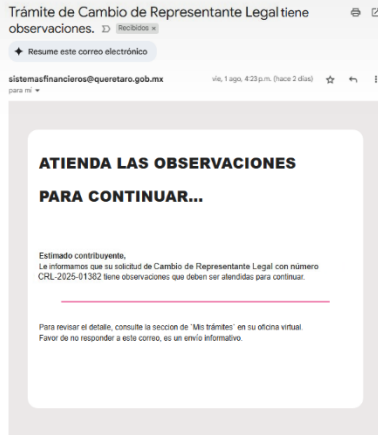 Trámite de Cambio de Representante Legal tiene
observaciones. Recibidos ×
Resume este correo electrónico
sistemasfinancieros@queretaro.gob.mx vie, 1 ago, 4:23 p.m. (hace 2 días)
para mí
ATIENDA LAS OBSERVACIONES
PARA CONTINUAR...
Estimado contribuyente,
Le informamos que su solicitud de Cambio de Representante Legal con número
CRL-2025-01382 tiene observaciones que deben ser atendidas para continuar.
Para revisar el detalle, consulte la seccion de ´Mis trámites´ en su oficina virtual.
Favor de no responder a este correo, es un envío informativo.